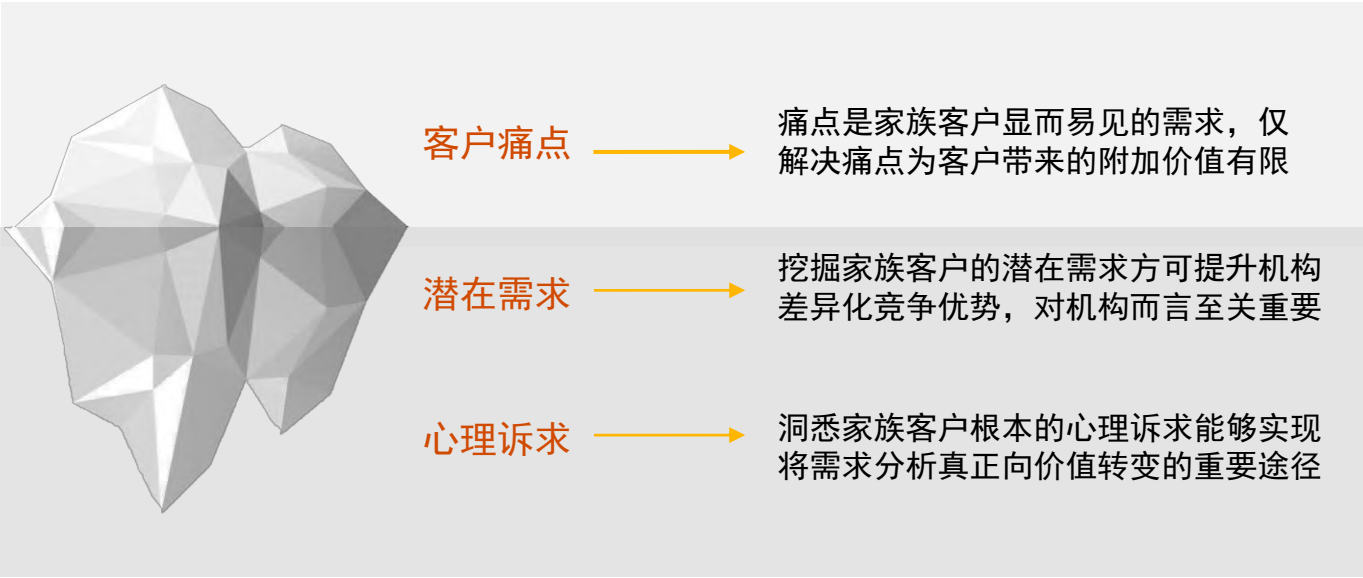 客户痛点
痛点是家族客户显而易见的需求，仅
解决痛点为客户带来的附加价值有限
潜在需求
挖掘家族客户的潜在需求方可提升机构
差异化竞争优势，对机构而言至关重要
心理诉求
洞悉家族客户根本的心理诉求能够实现
将需求分析真正向价值转变的重要途径